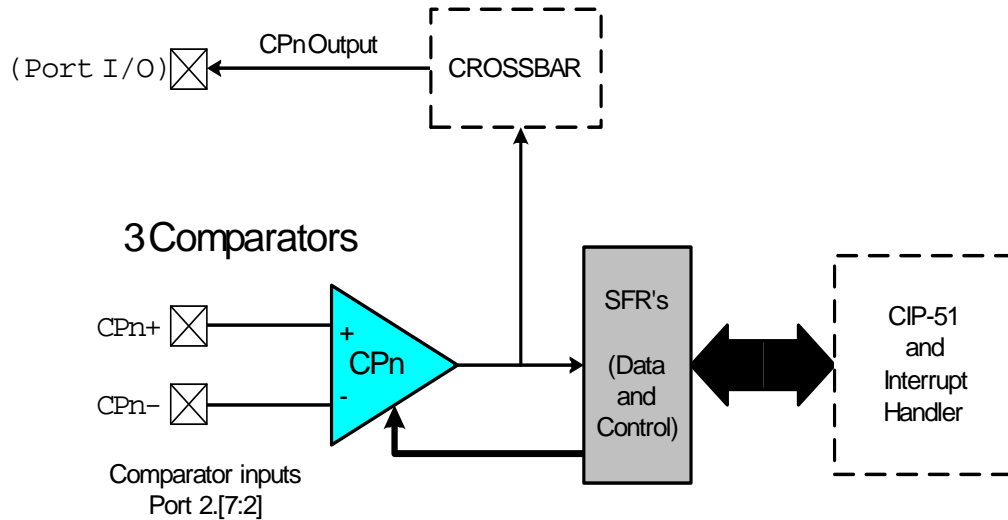 CPn Output
(Port I/O)
CROSSBAR
3 Comparators
CPn+
+
CPn
CPn-
-
SFR's
(Data
and
Control)
CIP-51
and
Interrupt
Handler
Comparator inputs
Port 2.[7:2]